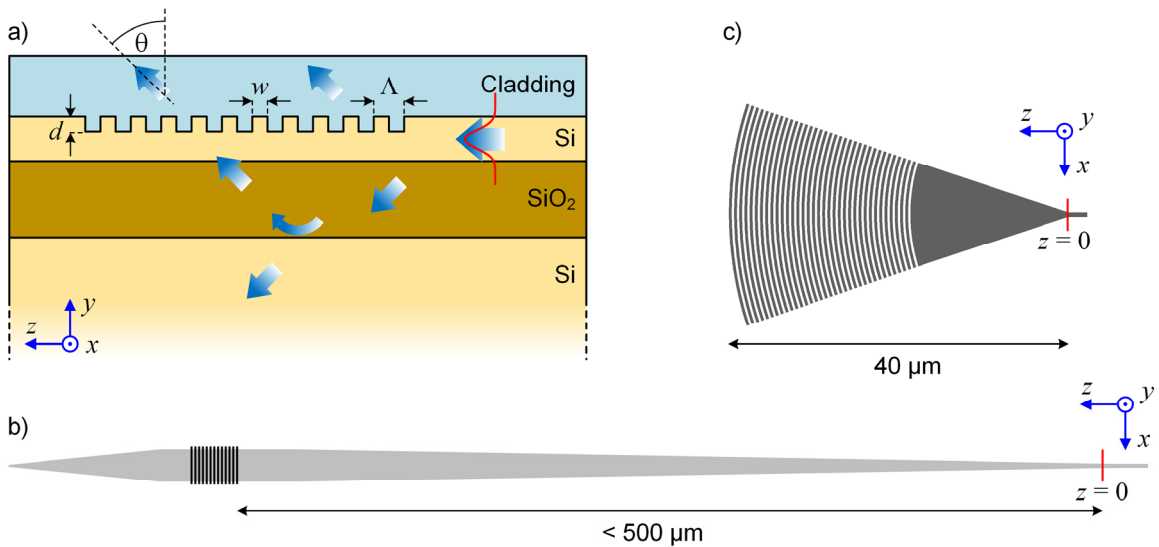 a)
θ
Cladding
w
Λ
d
Si
SiO₂
Si
y
z
x
c)
z
y
x
z = 0
40 µm
b)
z
y
x
z = 0
< 500 µm